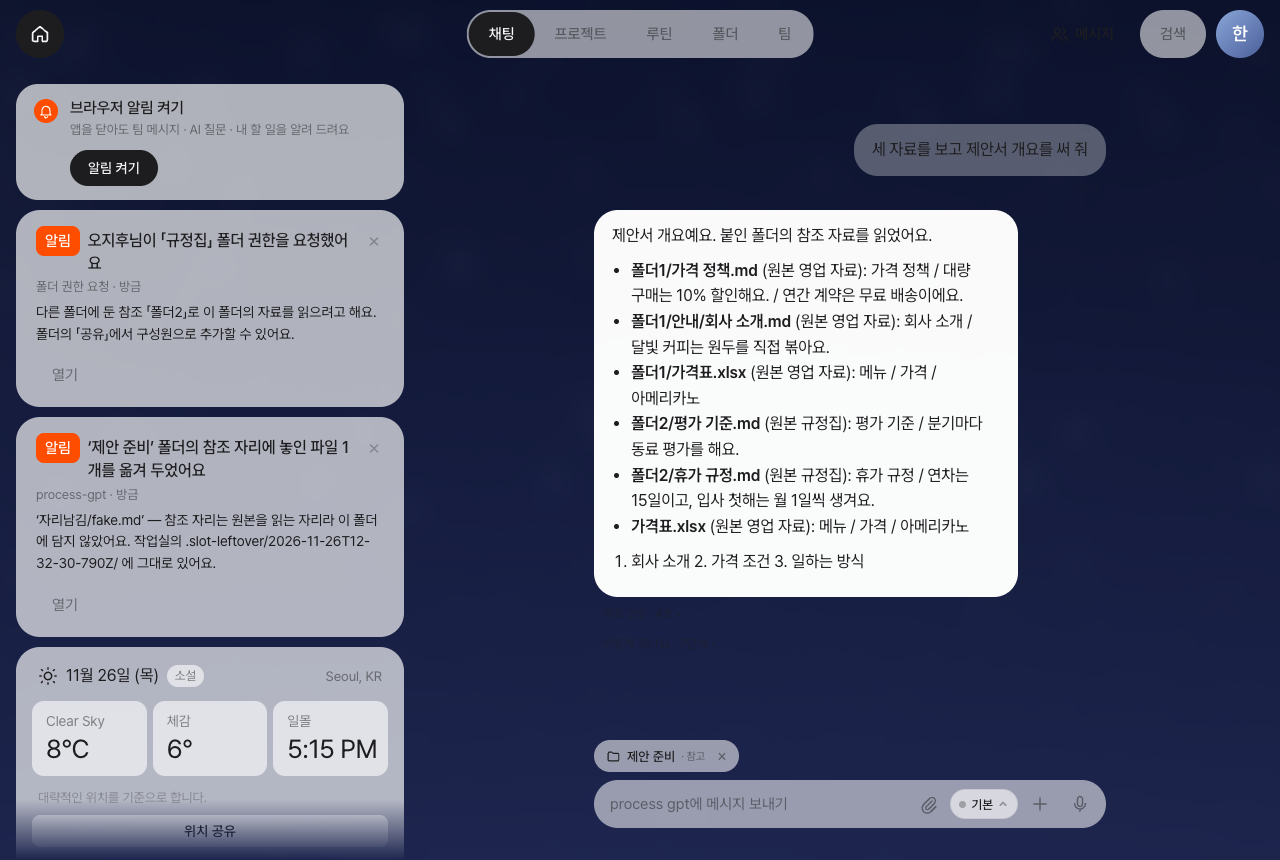 채팅
프로젝트
루틴
폴더
팀
메시지
검색
한
브라우저 알림 켜기
앱을 닫아도 팀 메시지 · AI 질문 · 내 할 일을 알려 드려요
알림 켜기
알림
오지후님이 「규정집」 폴더 권한을 요청했어
요
폴더 권한 요청 · 방금
다른 폴더에 둔 참조 「폴더2」로 이 폴더의 자료를 읽으려고 해요.
폴더의 「공유」에서 구성원으로 추가할 수 있어요.
열기
알림
‘제안 준비’ 폴더의 참조 자리에 놓인 파일 1
개를 옮겨 두었어요
process-gpt · 방금
‘자리남김/fake.md’ — 참조 자리는 원본을 읽는 자리라 이 폴더
에 담지 않았어요. 작업실의 .slot-leftover/2026-11-26T12-
32-30-790Z/ 에 그대로 있어요.
열기
11월 26일 (목)
소설
Seoul, KR
Clear Sky
8°C
체감
6°
일몰
5:15 PM
대략적인 위치를 기준으로 합니다.
위치 공유
세 자료를 보고 제안서 개요를 써 줘
제안서 개요예요. 붙인 폴더의 참조 자료를 읽었어요.
• 폴더1/가격 정책.md (원본 영업 자료): 가격 정책 / 대량
구매는 10% 할인해요. / 연간 계약은 무료 배송이에요.
• 폴더1/안내/회사 소개.md (원본 영업 자료): 회사 소개 /
달빛 커피는 원두를 직접 볶아요.
• 폴더1/가격표.xlsx (원본 영업 자료): 메뉴 / 가격 /
아메리카노
• 폴더2/평가 기준.md (원본 규정집): 평가 기준 / 분기마다
동료 평가를 해요.
• 폴더2/휴가 규정.md (원본 규정집): 휴가 규정 / 연차는
15일이고, 입사 첫해는 월 1일씩 생겨요.
• 가격표.xlsx (원본 영업 자료): 메뉴 / 가격 / 아메리카노
1. 회사 소개 2. 가격 조건 3. 일하는 방식
제안 준비 · 참고
process gpt에 메시지 보내기
기본